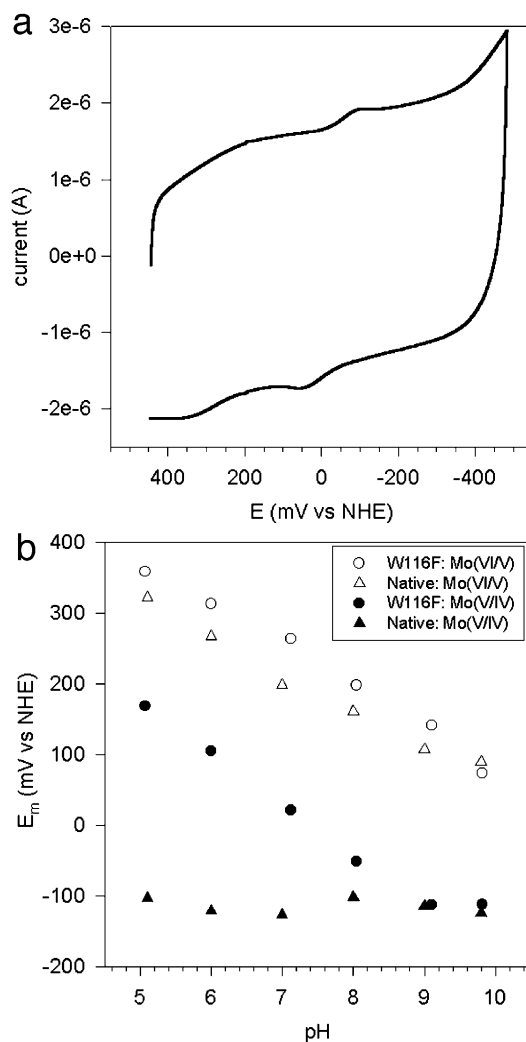 a
3e-6
2e-6
1e-6
0e+0
-1e-6
-2e-6
current (A)
400 200 0 -200 -400
E (mV vs NHE)
b
400
300
200
100
0
-100
-200
E_m (mV vs NHE)
W116F: Mo(VI/V)
Native: Mo(VI/V)
W116F: Mo(V/IV)
Native: Mo(V/IV)
5 6 7 8 9 10
pH